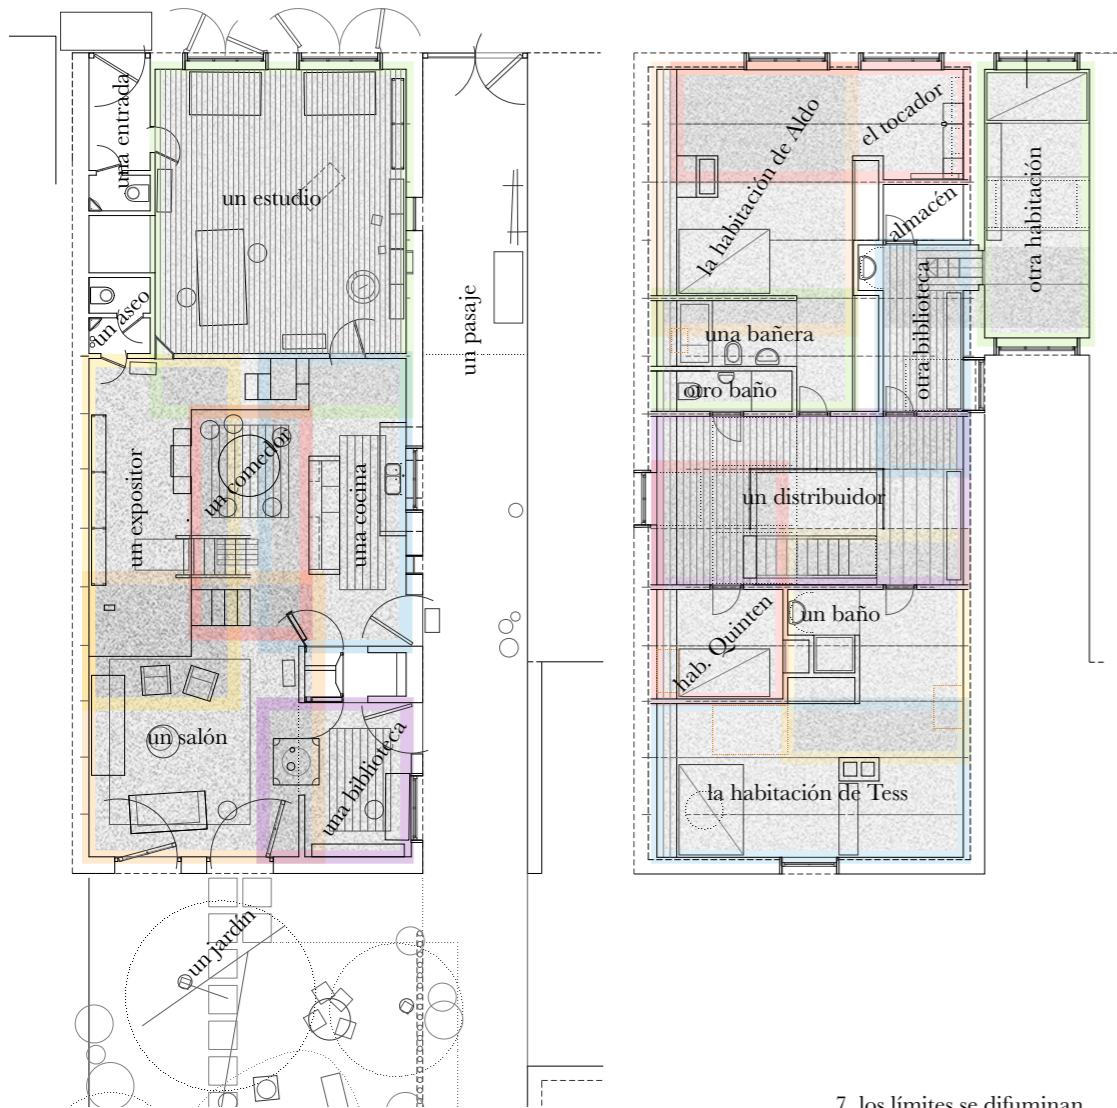 una entrada
un estudio
un aseo
un pasaje
un expositor
un comedor
una cocina
un salón
una biblioteca
un jardín
la habitación de Aldo
el tocador
almacén
otra habitación
una bañera
otro baño
otra biblioteca
un distribuidor
hab. Quinten
un baño
la habitación de Tess
7. los límites se difuminan